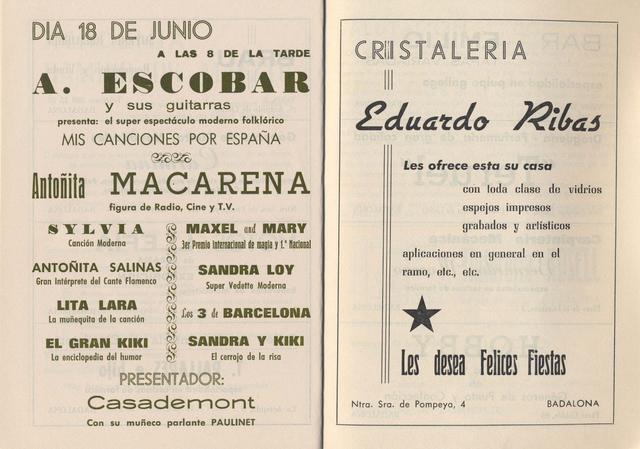 DIA 18 DE JUNIO
A LAS 8 DE LA TARDE
A. ESCOBAR
y sus guitarras
presenta: el super espectáculo moderno folklórico
MIS CANCIONES POR ESPAÑA
Antoñita MACARENA
figura de Radio, Cine y T.V.
SYLVIA
Canción Moderna
ANTOÑITA SALINAS
Gran Intérprete del Cante Flamenco
LITA LARA
La muñequita de la canción
EL GRAN KIKI
La enciclopedia del humor
MAXEL and MARY
3er Premio Internacional de magia y 1.º Nacional
SANDRA LOY
Super Vedette Moderna
Los 3 de BARCELONA
SANDRA Y KIKI
El cerrojo de la risa
PRESENTADOR:
Casademont
Con su muñeco parlante PAULINET
CRISTALERIA
Eduardo Ribas
Les ofrece esta su casa
con toda clase de vidrios
espejos impresos
grabados y artísticos
aplicaciones en general en el
ramo, etc., etc.
Les desea Felices Fiestas
Ntra. Sra. de Pompeya, 4 BADALONA